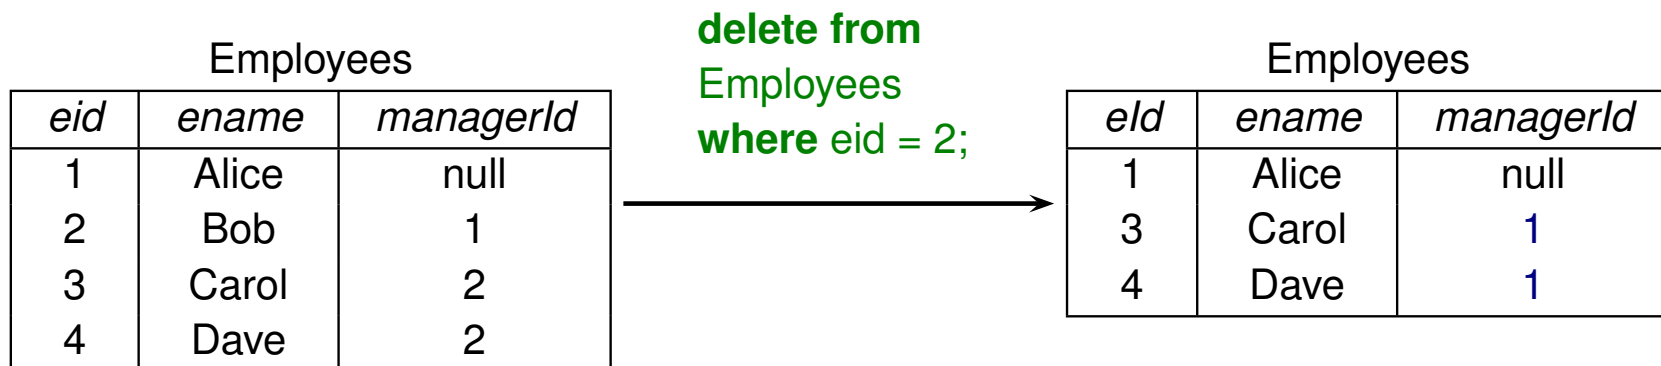 Employees
eid ename managerId
1 Alice null
2 Bob 1
3 Carol 2
4 Dave 2
delete from
Employees
where eid = 2;
Employees
eId ename managerId
1 Alice null
3 Carol 1
4 Dave 1